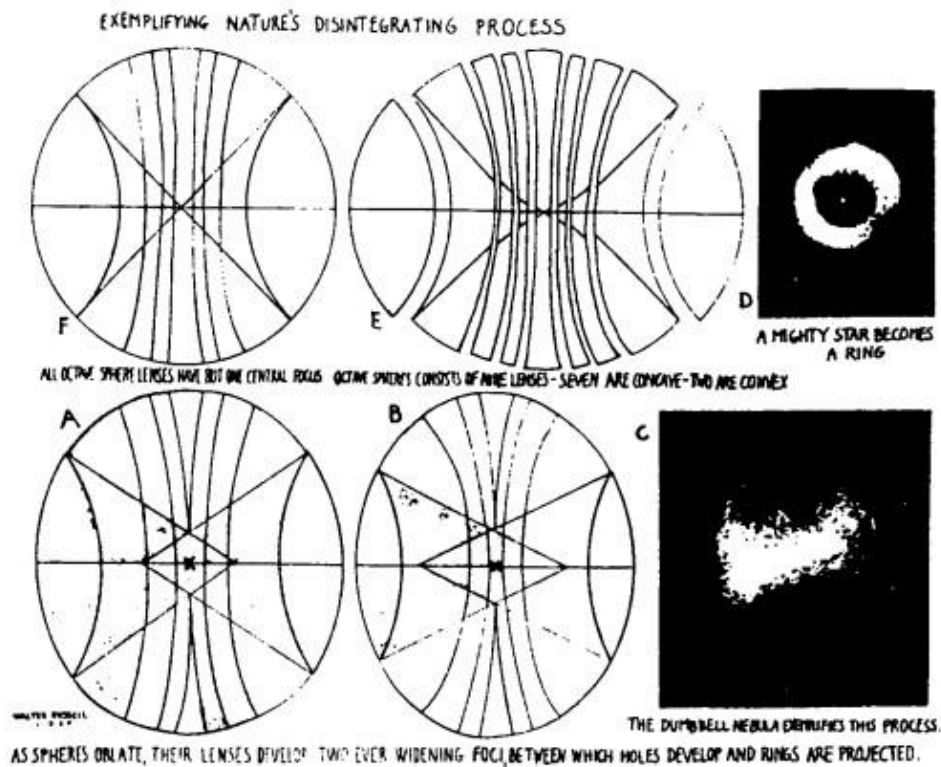 EXEMPLIFYING NATURE'S DISINTEGRATING PROCESS
F
E
D
A MIGHTY STAR BECOMES
A RING
ALL OCTAVE SPHERE LENSES HAVE BUT ONE CENTRAL FOCUS OCTAVE SPHERES CONSISTS OF NINE LENSES - SEVEN ARE CONCAVE - TWO ARE CONVEX
A
B
C
WALTER RUSSELL
THE DUMBBELL NEBULA EXEMPLIFIES THIS PROCESS.
AS SPHERES OBLATE, THEIR LENSES DEVELOP TWO EVER WIDENING FOCI, BETWEEN WHICH HOLES DEVELOP AND RINGS ARE PROJECTED.